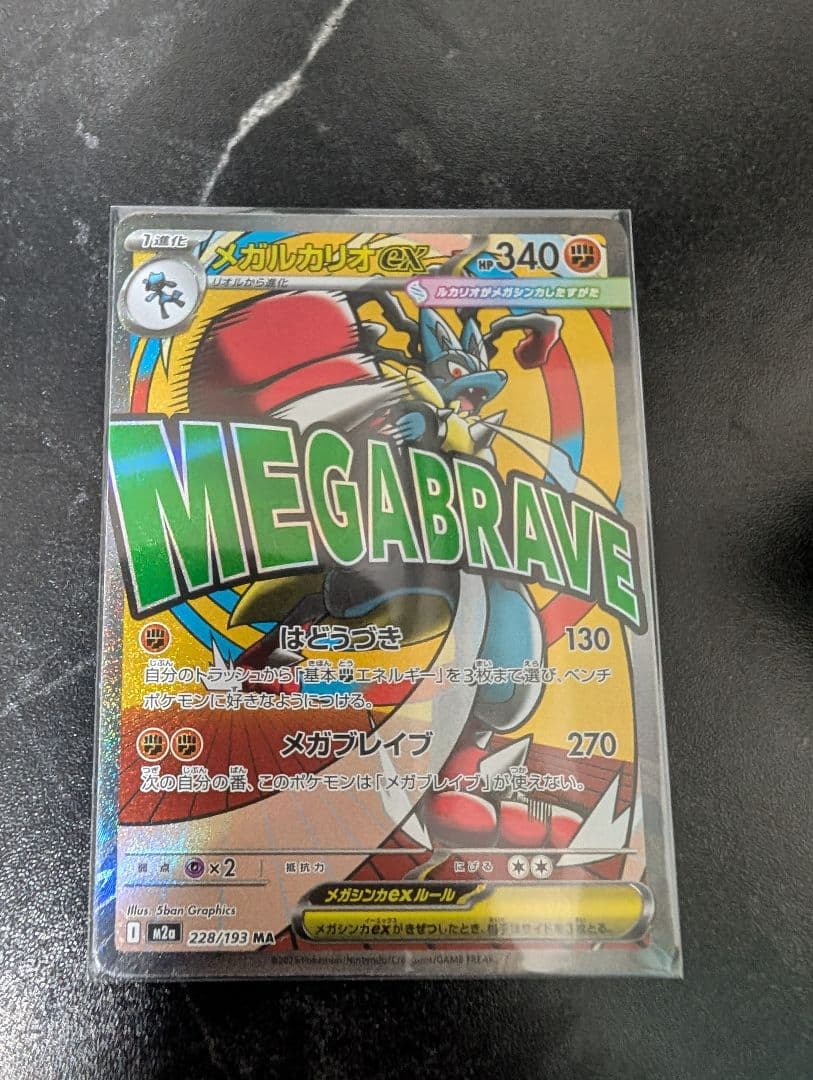 1進化
メガルカリオex
HP340
リオルから進化
ルカリオがメガシンカしたすがた
MEGABRAVE
はどうづき 130
自分のトラッシュから「基本エネルギー」を3枚まで選び、ベンチ
ポケモンに好きなようにつける。
メガブレイブ 270
次の自分の番、このポケモンは「メガブレイブ」が使えない。
弱点 ×2 抵抗力 にげる
メガシンカexルール
メガシンカexがきぜつしたとき、相手はサイドを3枚とる。
Illus. 5ban Graphics
I m2a 228/193 MA